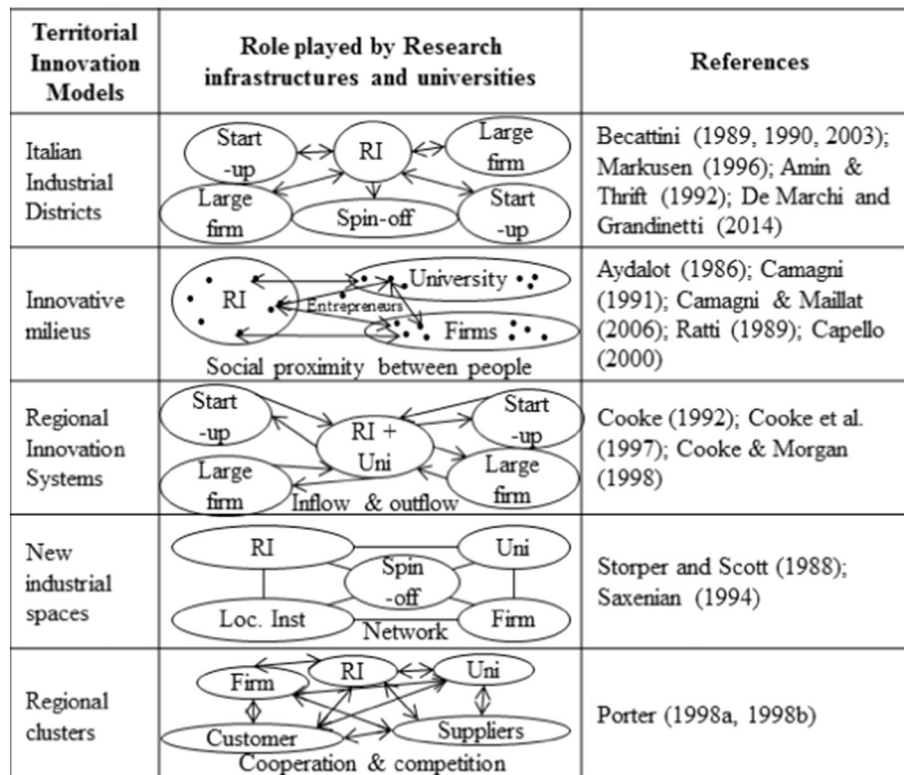 Territorial
Innovation
Models
Role played by Research
infrastructures and universities
References
Italian
Industrial
Districts
Start
-up
RI
Large
firm
Large
firm
Spin-off
Start
-up
Becattini (1989, 1990, 2003);
Markusen (1996); Amin &
Thrift (1992); De Marchi and
Grandinetti (2014)
Innovative
milieus
RI
University
Entrepreneurs
Firms
Social proximity between people
Aydalot (1986); Camagni
(1991); Camagni & Maillat
(2006); Ratti (1989); Capello
(2000)
Regional
Innovation
Systems
Start
-up
RI +
Uni
Start
-up
Large
firm
Large
firm
Inflow & outflow
Cooke (1992); Cooke et al.
(1997); Cooke & Morgan
(1998)
New
industrial
spaces
RI
Uni
Spin
-off
Loc. Inst
Firm
Network
Storper and Scott (1988);
Saxenian (1994)
Regional
clusters
Firm
RI
Uni
Customer
Suppliers
Cooperation & competition
Porter (1998a, 1998b)